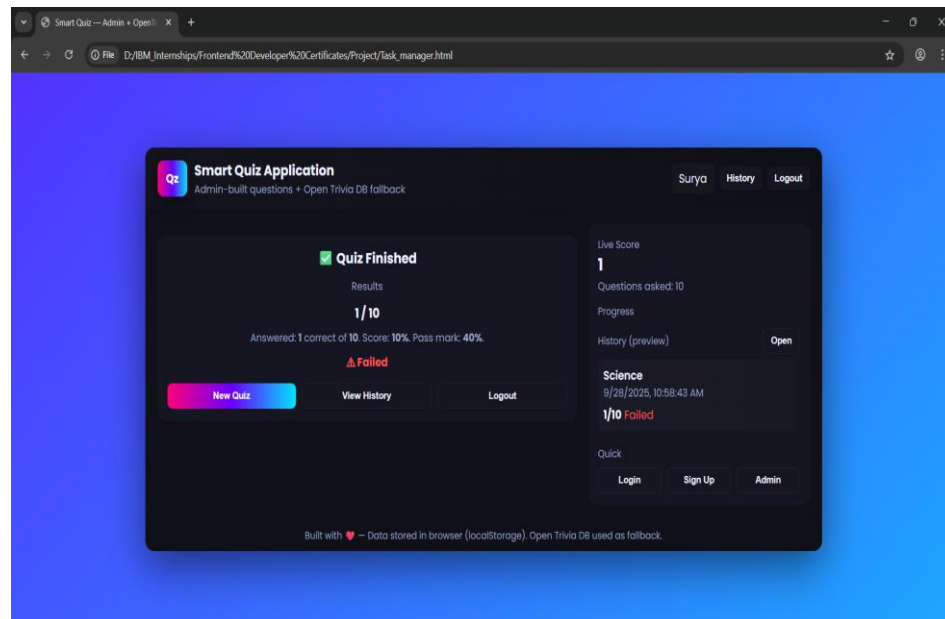 Smart Quiz — Admin + OpenTr
File D:/IBM_Internships/Frontend%20Developer%20Certificates/Project/Task_manager.html
Qz
Smart Quiz Application
Admin-built questions + Open Trivia DB fallback
Surya History Logout
✅ Quiz Finished
Results
1/10
Answered: 1 correct of 10. Score: 10%. Pass mark: 40%.
⚠ Failed
New Quiz View History Logout
Live Score
1
Questions asked: 10
Progress
History (preview) Open
Science
9/28/2025, 10:58:43 AM
1/10 Failed
Quick
Login Sign Up Admin
Built with ❤ — Data stored in browser (localStorage). Open Trivia DB used as fallback.